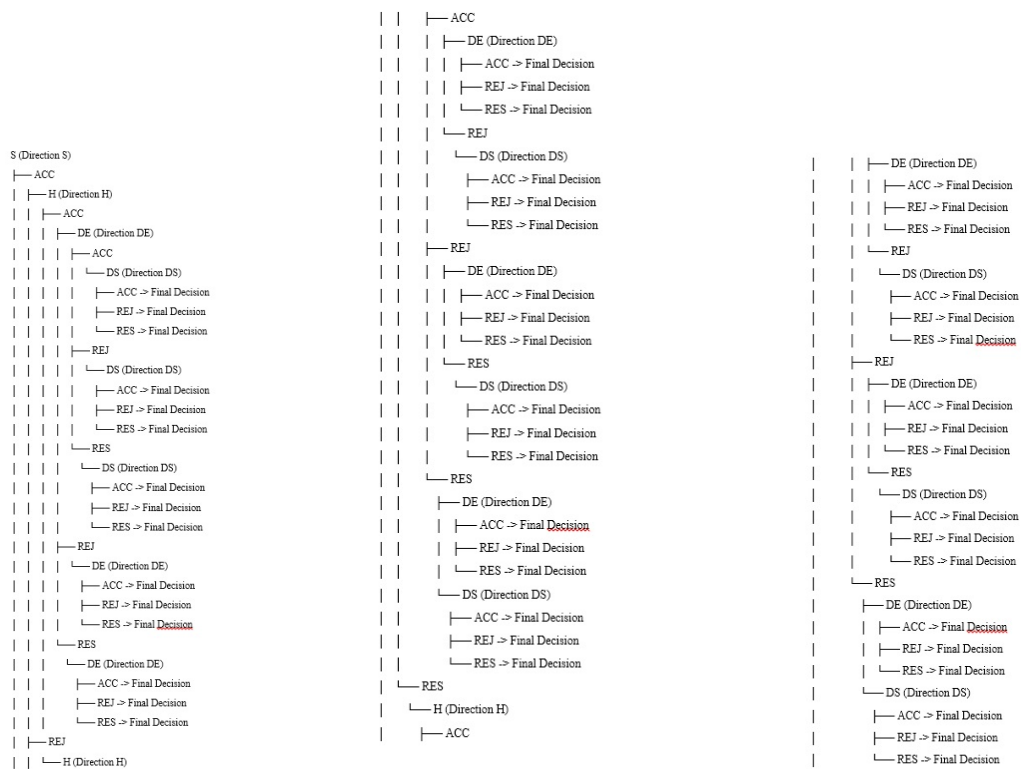 S (Direction S)
├── ACC
│ ├── H (Direction H)
│ │ ├── ACC
│ │ │ ├── DE (Direction DE)
│ │ │ │ ├── ACC
│ │ │ │ │ └── DS (Direction DS)
│ │ │ │ │ ├── ACC -> Final Decision
│ │ │ │ │ ├── REJ -> Final Decision
│ │ │ │ │ └── RES -> Final Decision
│ │ │ │ ├── REJ
│ │ │ │ │ └── DS (Direction DS)
│ │ │ │ │ ├── ACC -> Final Decision
│ │ │ │ │ ├── REJ -> Final Decision
│ │ │ │ │ └── RES -> Final Decision
│ │ │ │ └── RES
│ │ │ │ └── DS (Direction DS)
│ │ │ │ ├── ACC -> Final Decision
│ │ │ │ ├── REJ -> Final Decision
│ │ │ │ └── RES -> Final Decision
│ │ │ ├── REJ
│ │ │ │ └── DE (Direction DE)
│ │ │ │ ├── ACC -> Final Decision
│ │ │ │ ├── REJ -> Final Decision
│ │ │ │ └── RES -> Final Decision
│ │ │ └── RES
│ │ │ └── DE (Direction DE)
│ │ │ ├── ACC -> Final Decision
│ │ │ ├── REJ -> Final Decision
│ │ │ └── RES -> Final Decision
│ ├── REJ
│ │ └── H (Direction H)
│ │ ├── ACC
│ │ │ ├── DE (Direction DE)
│ │ │ │ ├── ACC -> Final Decision
│ │ │ │ ├── REJ -> Final Decision
│ │ │ │ └── RES -> Final Decision
│ │ │ └── REJ
│ │ │ └── DS (Direction DS)
│ │ │ ├── ACC -> Final Decision
│ │ │ ├── REJ -> Final Decision
│ │ │ └── RES -> Final Decision
│ │ ├── REJ
│ │ │ ├── DE (Direction DE)
│ │ │ │ ├── ACC -> Final Decision
│ │ │ │ ├── REJ -> Final Decision
│ │ │ │ └── RES -> Final Decision
│ │ │ └── RES
│ │ │ └── DS (Direction DS)
│ │ │ ├── ACC -> Final Decision
│ │ │ ├── REJ -> Final Decision
│ │ │ └── RES -> Final Decision
│ │ └── RES
│ │ ├── DE (Direction DE)
│ │ │ ├── ACC -> Final Decision
│ │ │ ├── REJ -> Final Decision
│ │ │ └── RES -> Final Decision
│ │ └── DS (Direction DS)
│ │ ├── ACC -> Final Decision
│ │ ├── REJ -> Final Decision
│ │ └── RES -> Final Decision
│ └── RES
│ └── H (Direction H)
│ ├── ACC
│ │ ├── DE (Direction DE)
│ │ │ ├── ACC -> Final Decision
│ │ │ ├── REJ -> Final Decision
│ │ │ └── RES -> Final Decision
│ │ └── REJ
│ │ └── DS (Direction DS)
│ │ ├── ACC -> Final Decision
│ │ ├── REJ -> Final Decision
│ │ └── RES -> Final Decision
│ ├── REJ
│ │ ├── DE (Direction DE)
│ │ │ ├── ACC -> Final Decision
│ │ │ ├── REJ -> Final Decision
│ │ │ └── RES -> Final Decision
│ │ └── RES
│ │ └── DS (Direction DS)
│ │ ├── ACC -> Final Decision
│ │ ├── REJ -> Final Decision
│ │ └── RES -> Final Decision
│ └── RES
│ ├── DE (Direction DE)
│ │ ├── ACC -> Final Decision
│ │ ├── REJ -> Final Decision
│ │ └── RES -> Final Decision
│ └── DS (Direction DS)
│ ├── ACC -> Final Decision
│ ├── REJ -> Final Decision
│ └── RES -> Final Decision